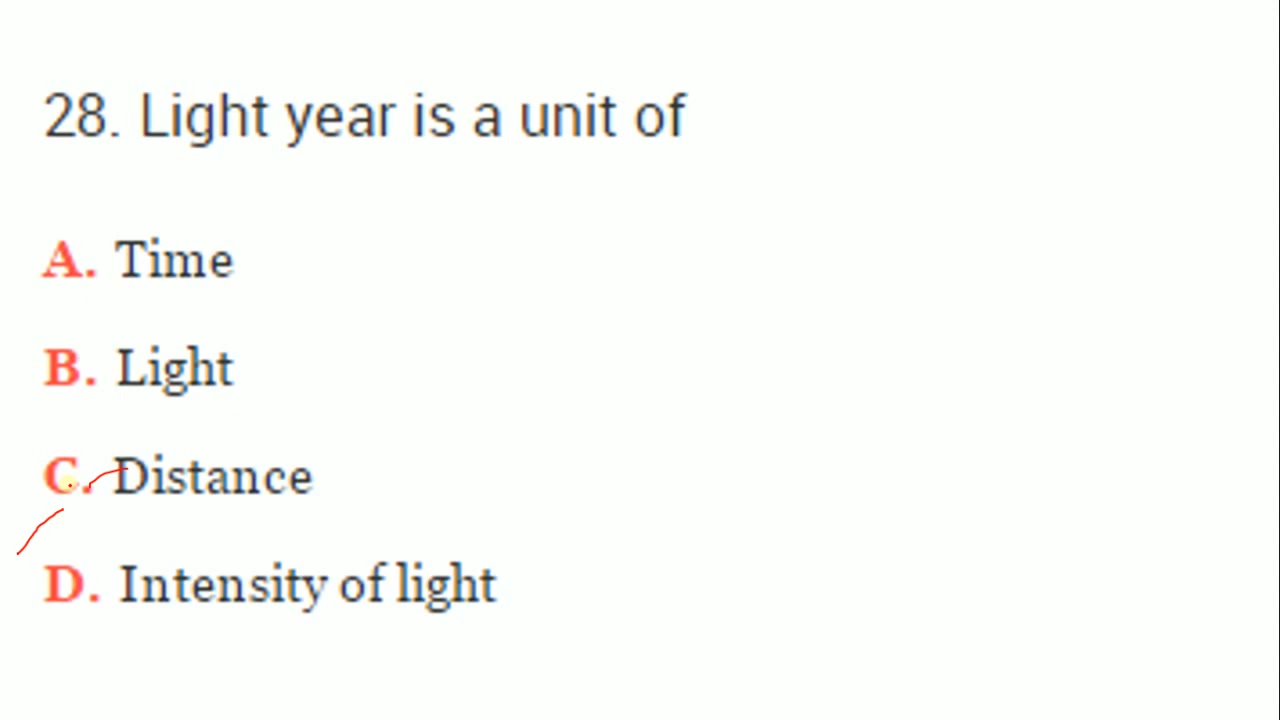 28. Light year is a unit of
A. Time
B. Light
C. Distance
D. Intensity of light